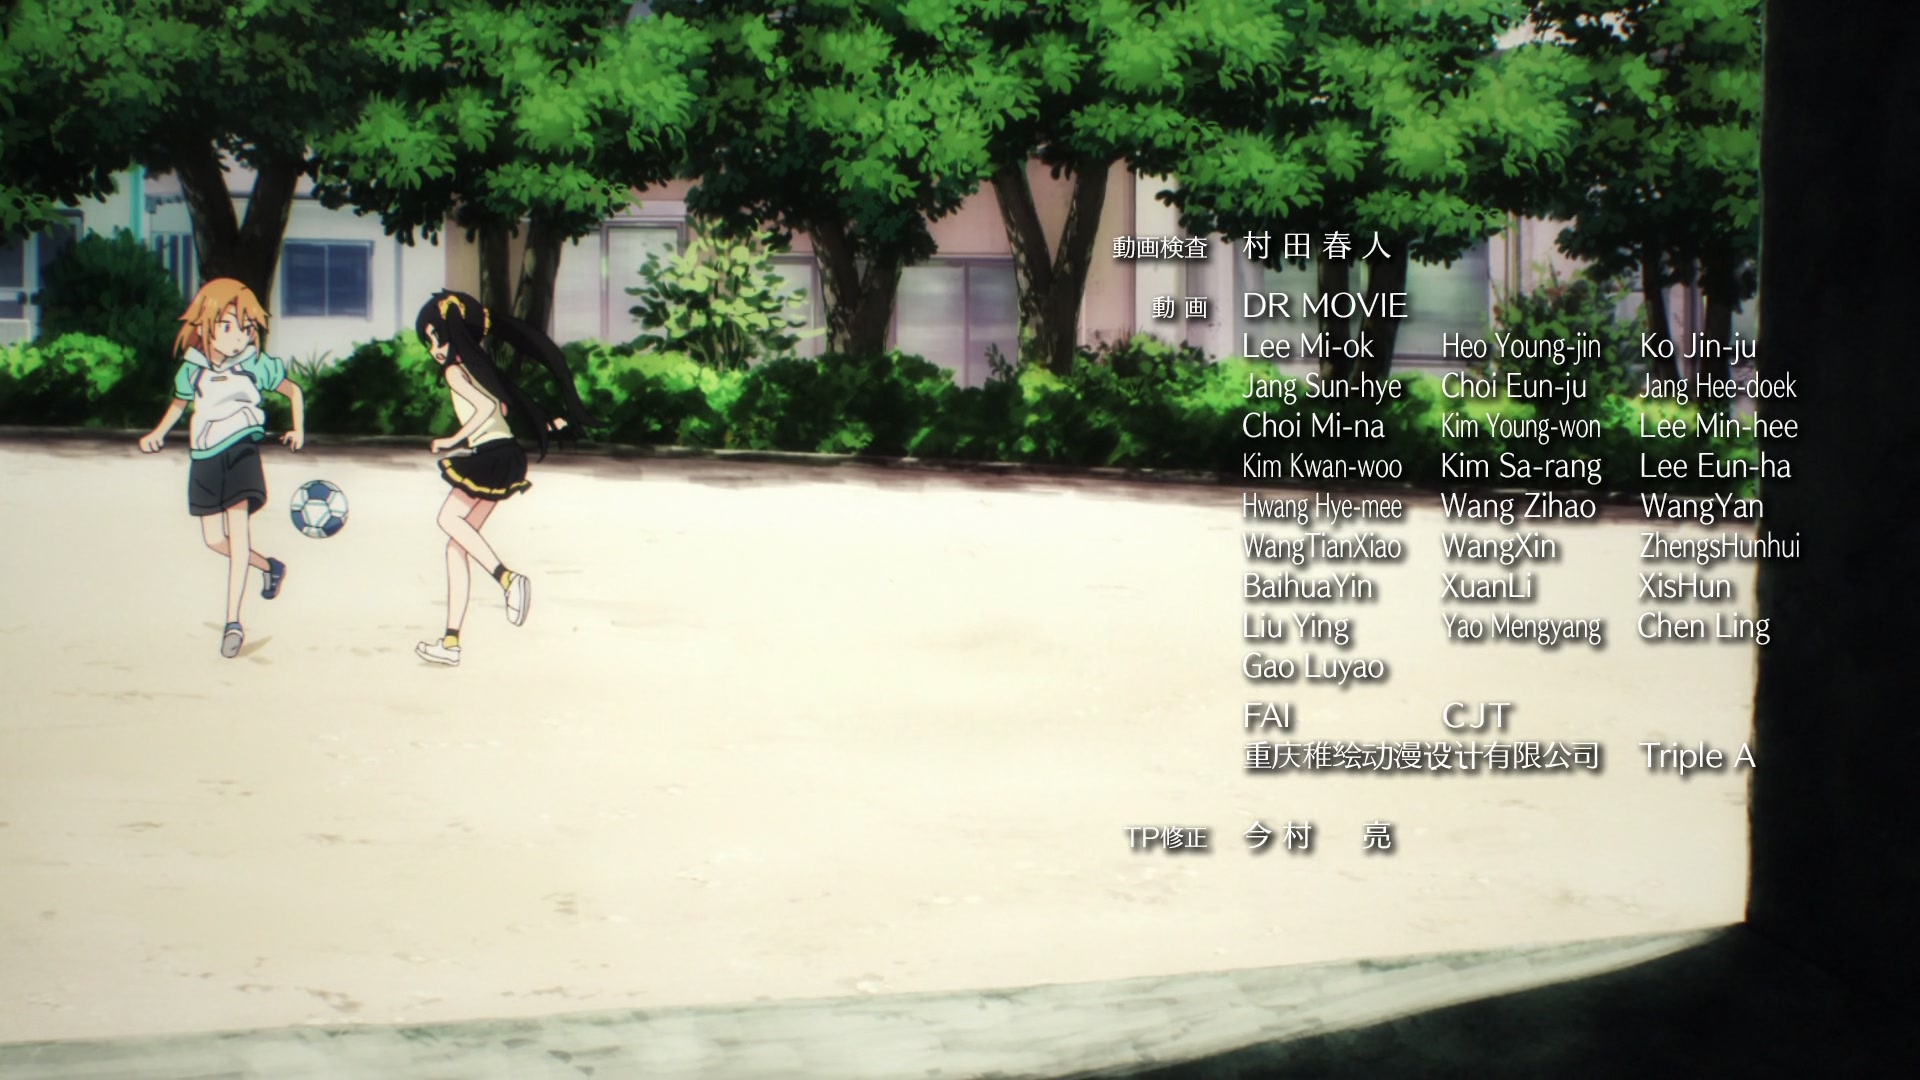 動画検査 村田春人
動画 DR MOVIE
Lee Mi-ok Heo Young-jin Ko Jin-ju
Jang Sun-hye Choi Eun-ju Jang Hee-doek
Choi Mi-na Kim Young-won Lee Min-hee
Kim Kwan-woo Kim Sa-rang Lee Eun-ha
Hwang Hye-mee Wang Zihao WangYan
WangTianXiao WangXin ZhengsHunhui
BaihuaYin XuanLi XisHun
Liu Ying Yao Mengyang Chen Ling
Gao Luyao
FAI CJT
重庆稚绘动漫设计有限公司 Triple A
TP修正 今村 亮